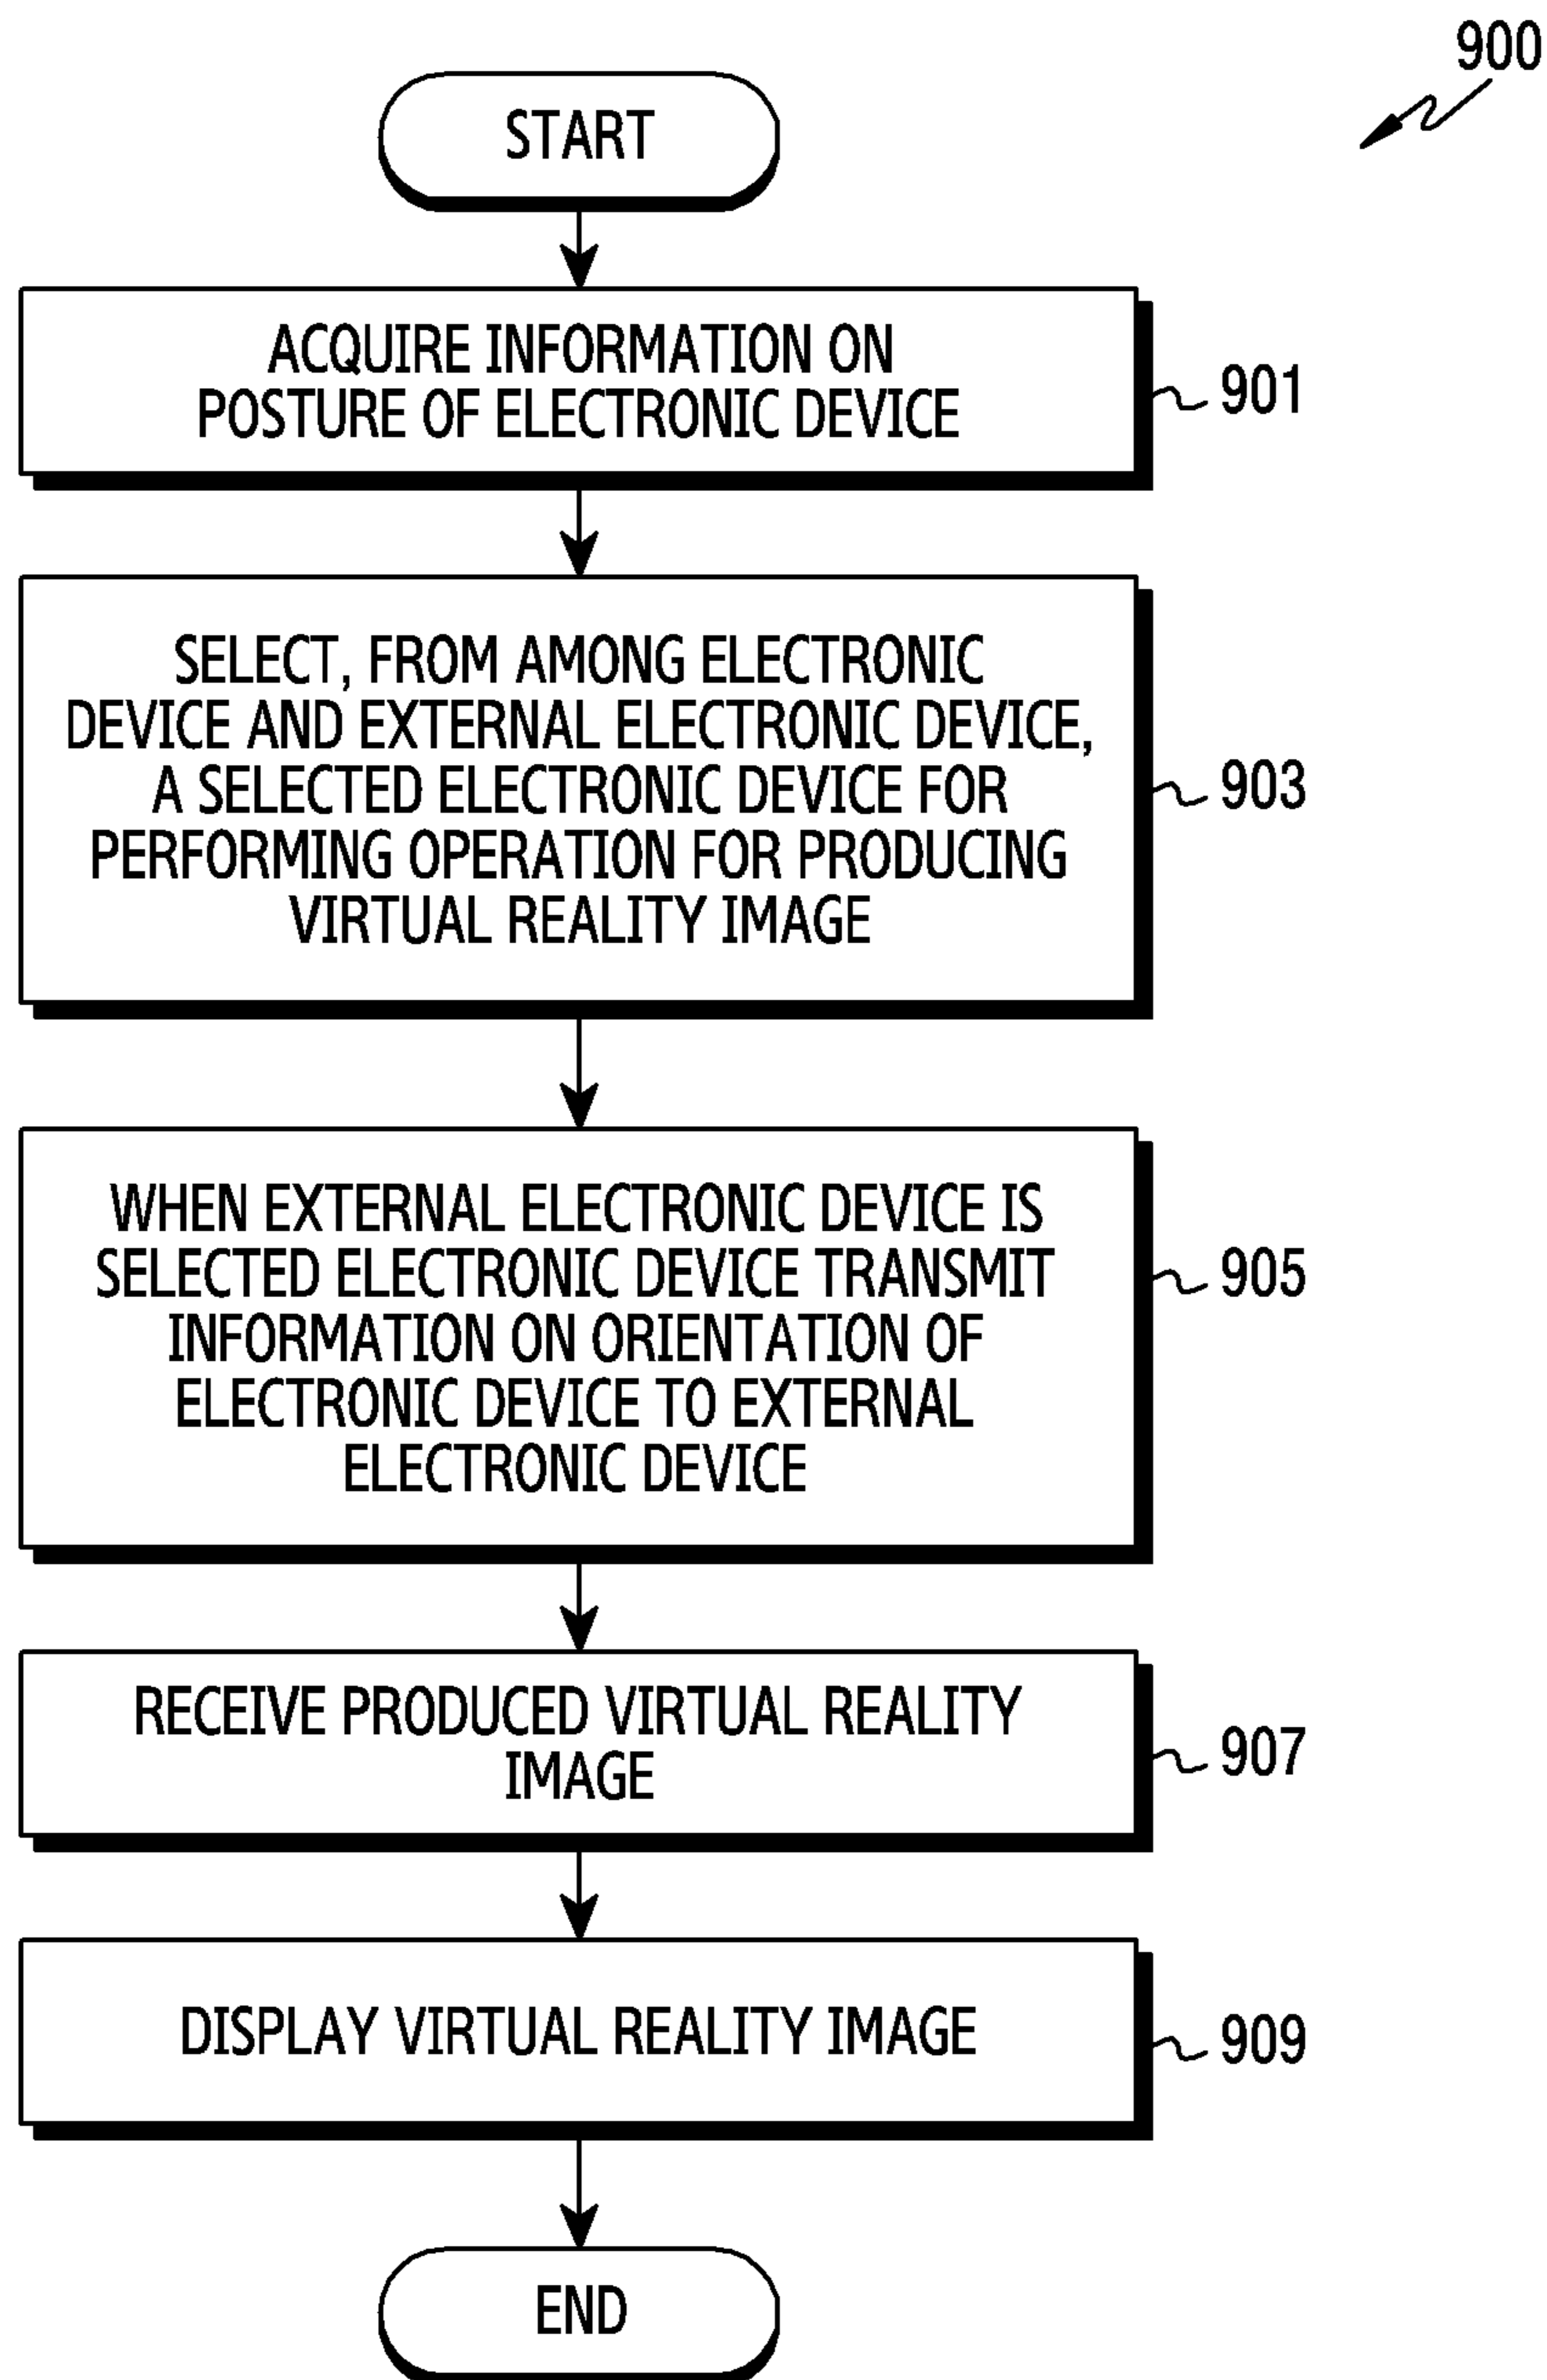 900
START
ACQUIRE INFORMATION ON
POSTURE OF ELECTRONIC DEVICE
901
SELECT, FROM AMONG ELECTRONIC
DEVICE AND EXTERNAL ELECTRONIC DEVICE,
A SELECTED ELECTRONIC DEVICE FOR
PERFORMING OPERATION FOR PRODUCING
VIRTUAL REALITY IMAGE
903
WHEN EXTERNAL ELECTRONIC DEVICE IS
SELECTED ELECTRONIC DEVICE TRANSMIT
INFORMATION ON ORIENTATION OF
ELECTRONIC DEVICE TO EXTERNAL
ELECTRONIC DEVICE
905
RECEIVE PRODUCED VIRTUAL REALITY
IMAGE
907
DISPLAY VIRTUAL REALITY IMAGE
909
END